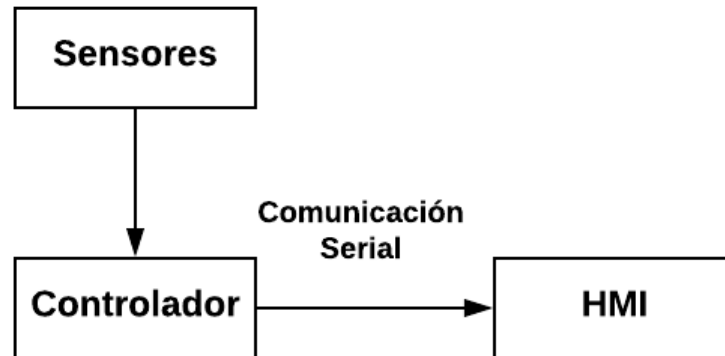 Sensores
Comunicación
Serial
Controlador
HMI